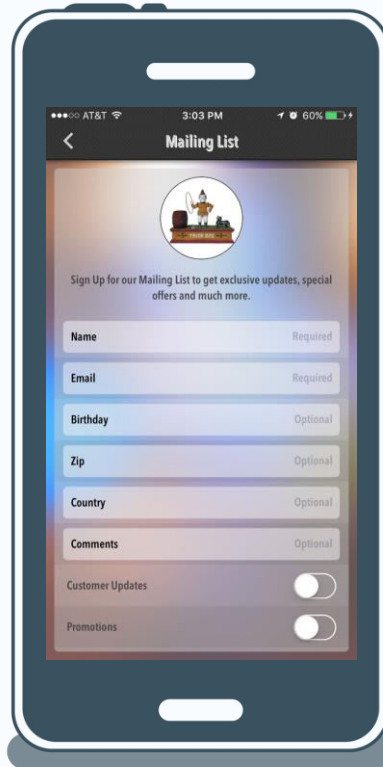 AT&T 3:03 PM 60%
Mailing List
Sign Up for our Mailing List to get exclusive updates, special
offers and much more.
Name Required
Email Required
Birthday Optional
Zip Optional
Country Optional
Comments Optional
Customer Updates
Promotions